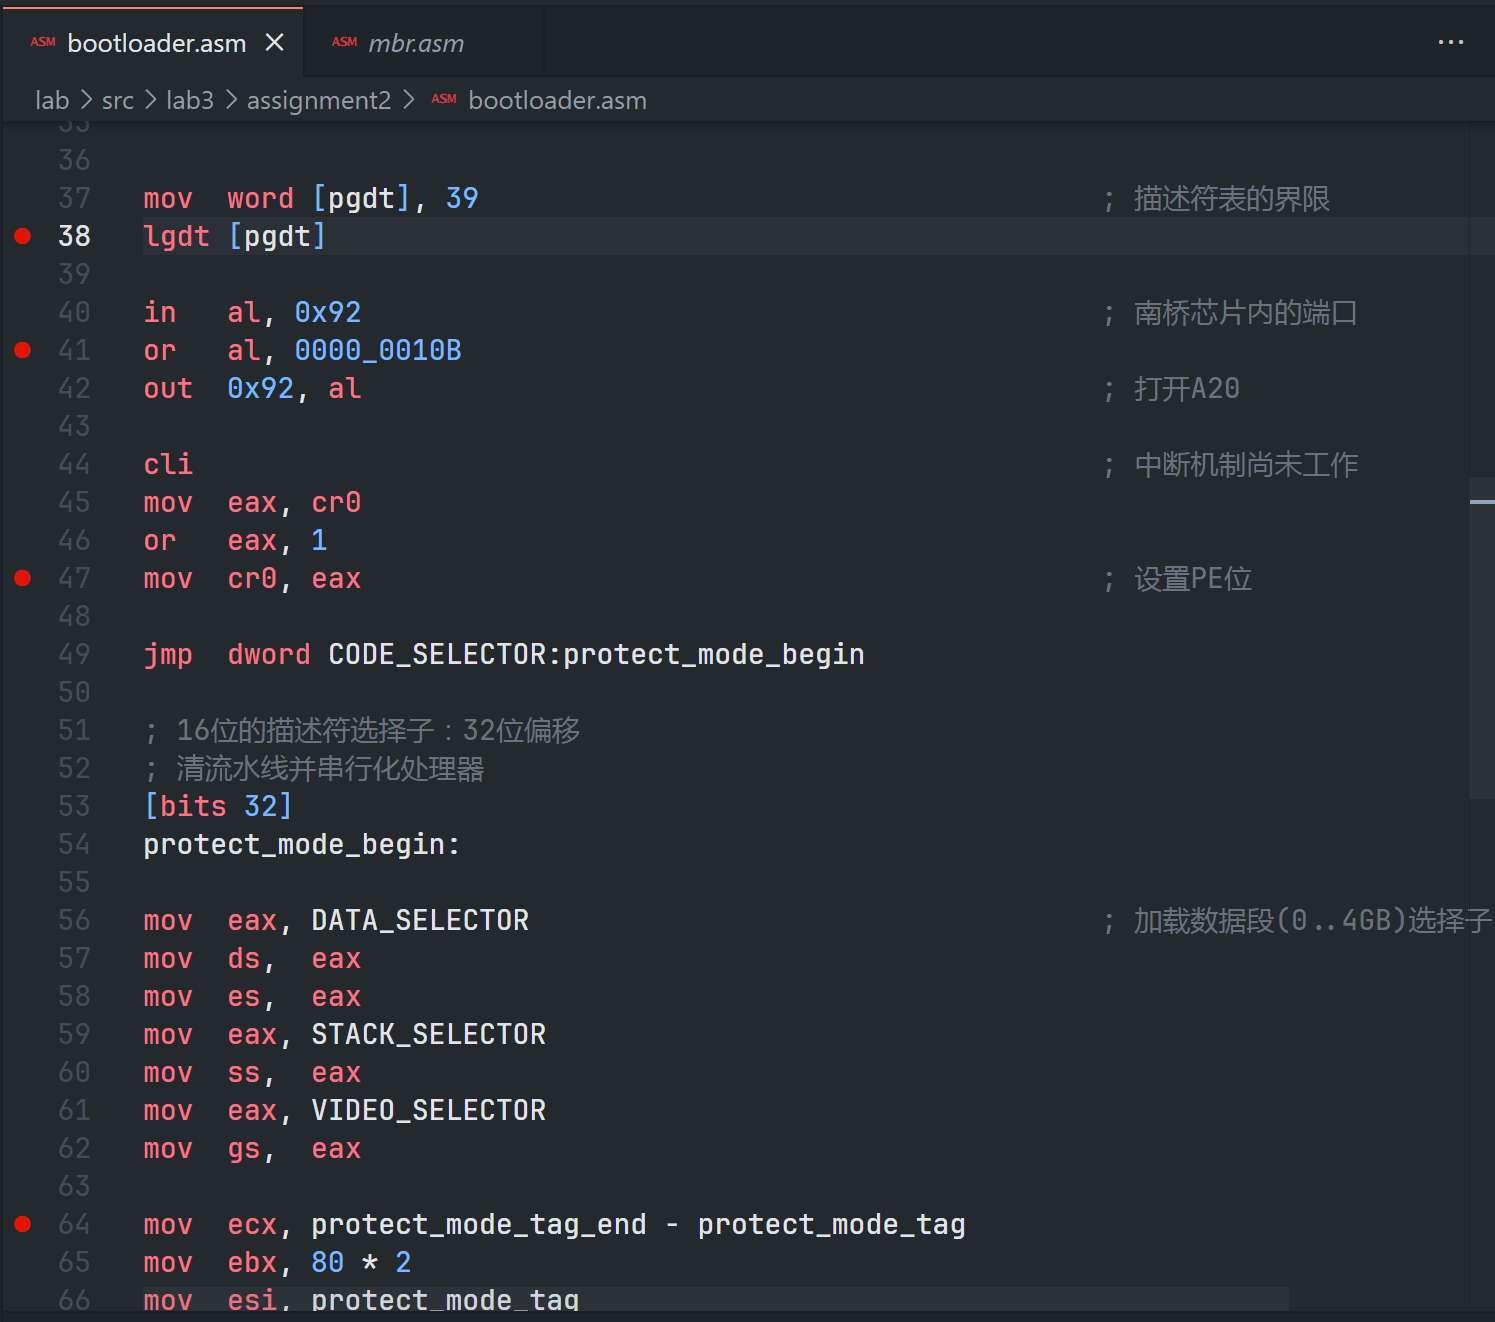 ASM bootloader.asm ASM mbr.asm
lab > src > lab3 > assignment2 > ASM bootloader.asm
35
36
37 mov  word [pgdt], 39 ; 描述符表的界限
38 lgdt [pgdt]
39
40 in   al, 0x92 ; 南桥芯片内的端口
41 or   al, 0000_0010B
42 out  0x92, al ; 打开A20
43
44 cli ; 中断机制尚未工作
45 mov  eax, cr0
46 or   eax, 1
47 mov  cr0, eax ; 设置PE位
48
49 jmp  dword CODE_SELECTOR:protect_mode_begin
50
51 ; 16位的描述符选择子：32位偏移
52 ; 清流水线并串行化处理器
53 [bits 32]
54 protect_mode_begin:
55
56 mov  eax, DATA_SELECTOR ; 加载数据段(0..4GB)选择子
57 mov  ds,  eax
58 mov  es,  eax
59 mov  eax, STACK_SELECTOR
60 mov  ss,  eax
61 mov  eax, VIDEO_SELECTOR
62 mov  gs,  eax
63
64 mov  ecx, protect_mode_tag_end - protect_mode_tag
65 mov  ebx, 80 * 2
66 mov  esi, protect_mode_tag